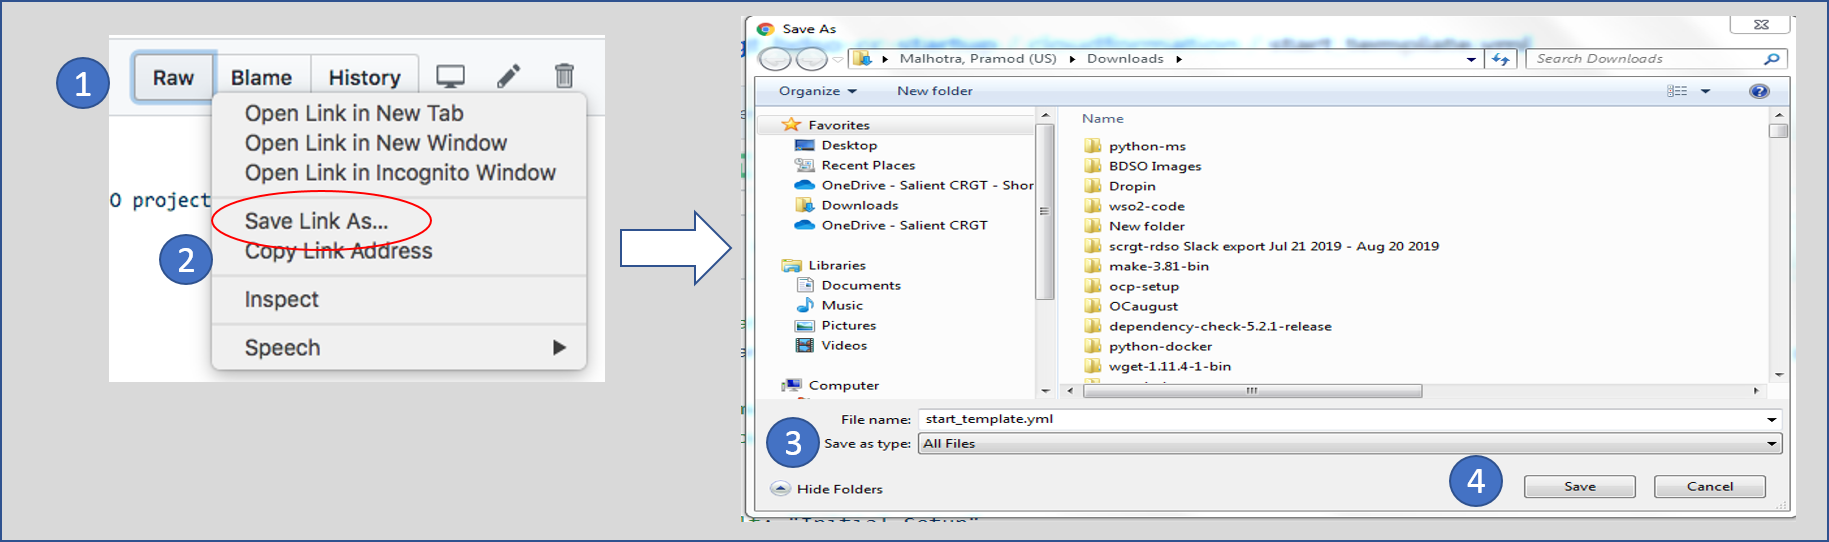 1
Raw
Blame
History
Open Link in New Tab
Open Link in New Window
Open Link in Incognito Window
O project
Save Link As...
2
Copy Link Address
Inspect
Speech
Save As
Malhotra, Pramod (US)
Downloads
Search Downloads
Organize
New folder
Favorites
Desktop
Recent Places
OneDrive - Salient CRGT - Shor
Downloads
OneDrive - Salient CRGT
Libraries
Documents
Music
Pictures
Videos
Computer
Name
python-ms
BDSO Images
Dropin
wso2-code
New folder
scrgt-rdso Slack export Jul 21 2019 - Aug 20 2019
make-3.81-bin
ocp-setup
OCaugust
dependency-check-5.2.1-release
python-docker
wget-1.11.4-1-bin
File name: start_template.yml
3
Save as type: All Files
Hide Folders
4
Save
Cancel
"Initial Setup"